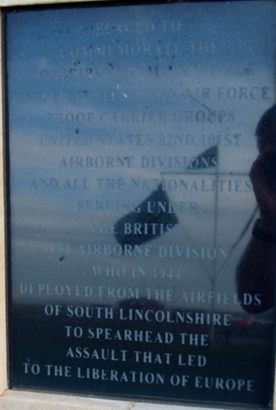 PLACED TO
COMMEMORATE THE
AIR FORCE
TROOP CARRIER GROUPS
UNITED STATES 82ND 101ST
AIRBORNE DIVISIONS
AND ALL THE NATIONALITIES
SERVING UNDER
THE BRITISH
1ST AIRBORNE DIVISION
WHO IN 1944
DEPLOYED FROM THE AIRFIELDS
OF SOUTH LINCOLNSHIRE
TO SPEARHEAD THE
ASSAULT THAT LED
TO THE LIBERATION OF EUROPE